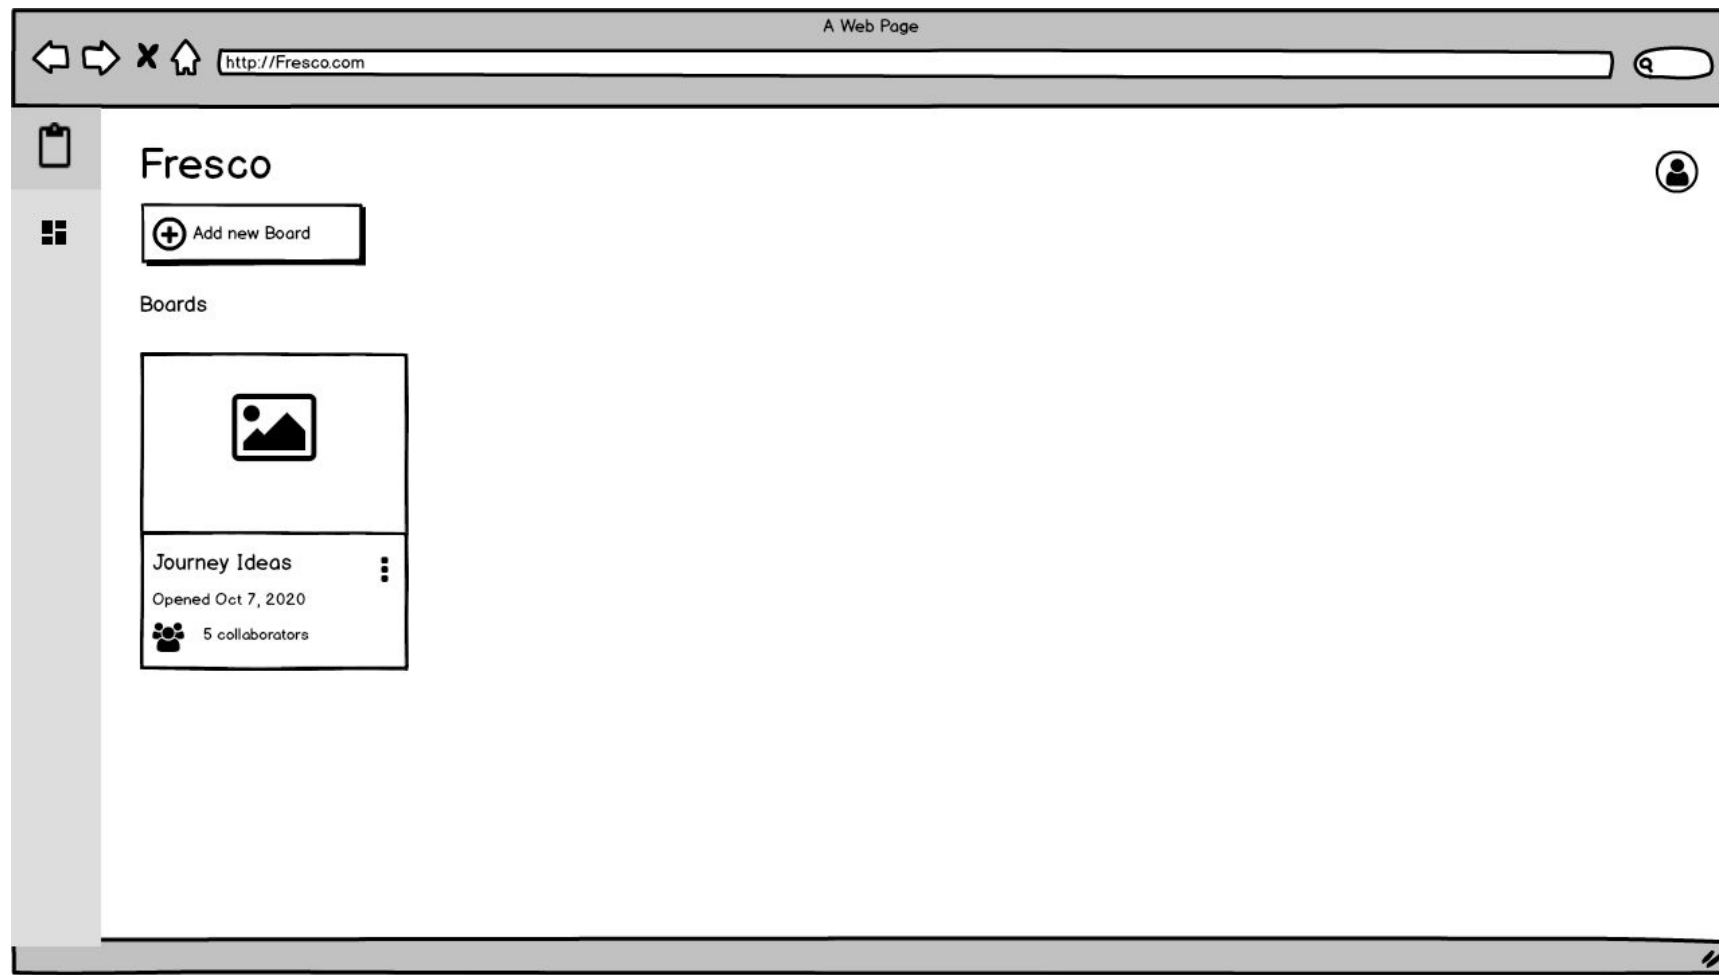 A Web Page
http://Fresco.com
Fresco
Add new Board
Boards
Journey Ideas
Opened Oct 7, 2020
5 collaborators